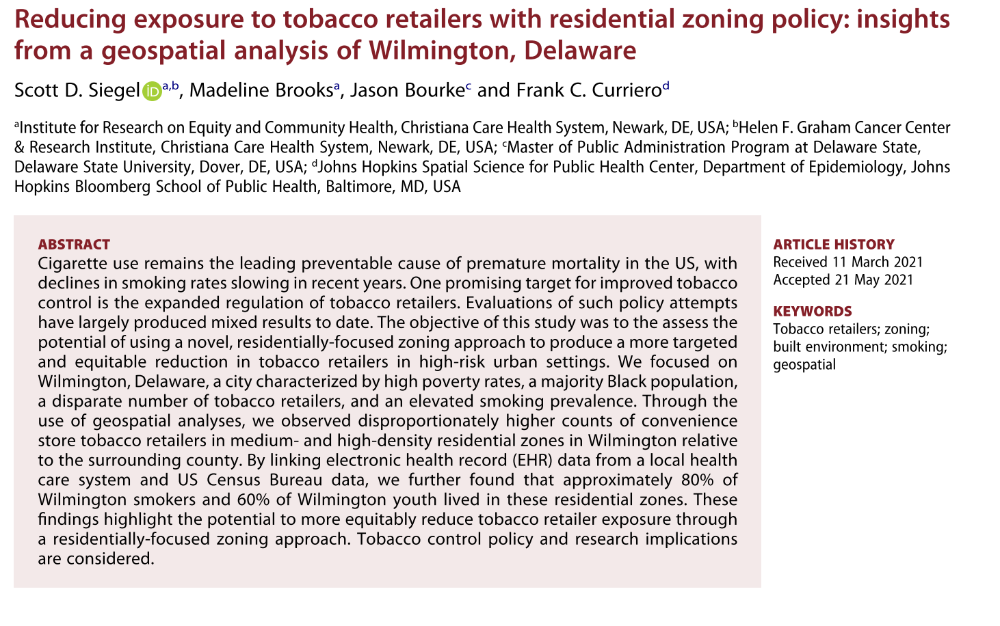 Reducing exposure to tobacco retailers with residential zoning policy: insights
from a geospatial analysis of Wilmington, Delaware
Scott D. Siegel iD a,b, Madeline Brooksa, Jason Bourkec and Frank C. Currierod
aInstitute for Research on Equity and Community Health, Christiana Care Health System, Newark, DE, USA; bHelen F. Graham Cancer Center
& Research Institute, Christiana Care Health System, Newark, DE, USA; cMaster of Public Administration Program at Delaware State,
Delaware State University, Dover, DE, USA; dJohns Hopkins Spatial Science for Public Health Center, Department of Epidemiology, Johns
Hopkins Bloomberg School of Public Health, Baltimore, MD, USA
ABSTRACT
Cigarette use remains the leading preventable cause of premature mortality in the US, with
declines in smoking rates slowing in recent years. One promising target for improved tobacco
control is the expanded regulation of tobacco retailers. Evaluations of such policy attempts
have largely produced mixed results to date. The objective of this study was to the assess the
potential of using a novel, residentially-focused zoning approach to produce a more targeted
and equitable reduction in tobacco retailers in high-risk urban settings. We focused on
Wilmington, Delaware, a city characterized by high poverty rates, a majority Black population,
a disparate number of tobacco retailers, and an elevated smoking prevalence. Through the
use of geospatial analyses, we observed disproportionately higher counts of convenience
store tobacco retailers in medium- and high-density residential zones in Wilmington relative
to the surrounding county. By linking electronic health record (EHR) data from a local health
care system and US Census Bureau data, we further found that approximately 80% of
Wilmington smokers and 60% of Wilmington youth lived in these residential zones. These
findings highlight the potential to more equitably reduce tobacco retailer exposure through
a residentially-focused zoning approach. Tobacco control policy and research implications
are considered.
ARTICLE HISTORY
Received 11 March 2021
Accepted 21 May 2021
KEYWORDS
Tobacco retailers; zoning;
built environment; smoking;
geospatial